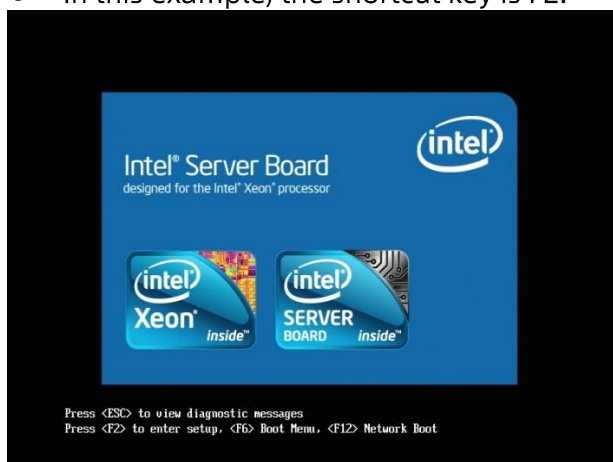 In this example, the shortcut key is F2.
intel
Intel® Server Board
designed for the Intel® Xeon® processor
intel
Xeon®
inside™
intel
SERVER
BOARD
inside™
Press <ESC> to view diagnostic messages
Press <F2> to enter setup, <F6> Boot Menu, <F12> Network Boot